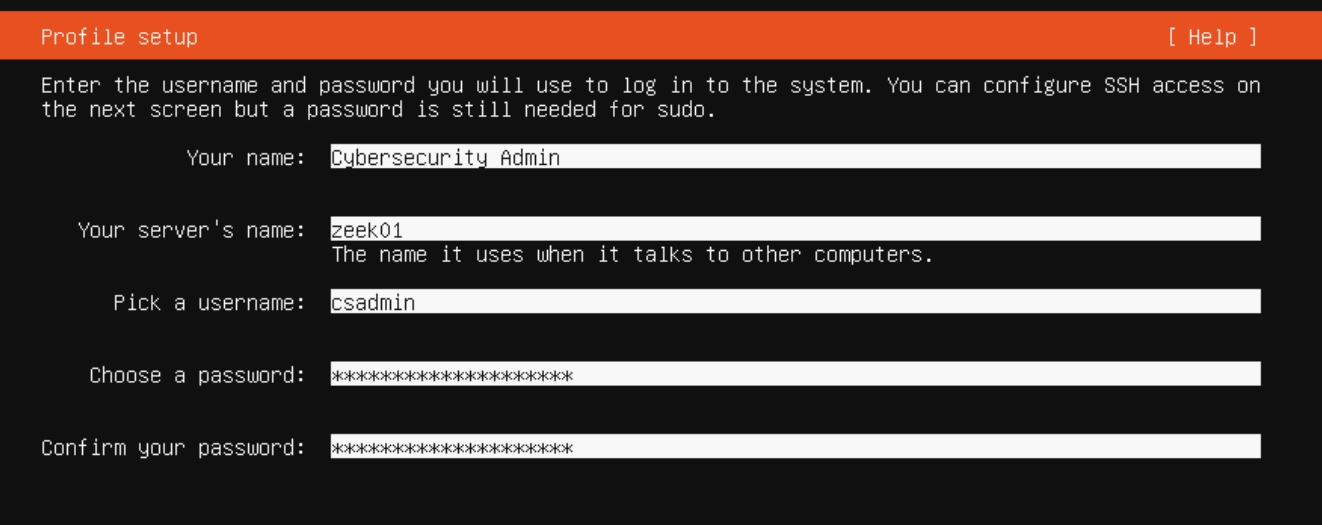 Profile setup [ Help ]
Enter the username and password you will use to log in to the system. You can configure SSH access on
the next screen but a password is still needed for sudo.
Your name: Cybersecurity Admin
Your server's name: zeek01
The name it uses when it talks to other computers.
Pick a username: csadmin
Choose a password: ********************
Confirm your password: ********************